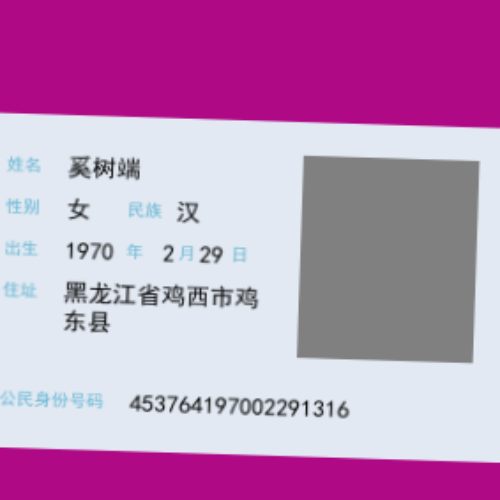 姓名 奚树端
性别 女 民族 汉
出生 1970 年 2 月 29 日
住址 黑龙江省鸡西市鸡
东县
公民身份号码 453764197002291316